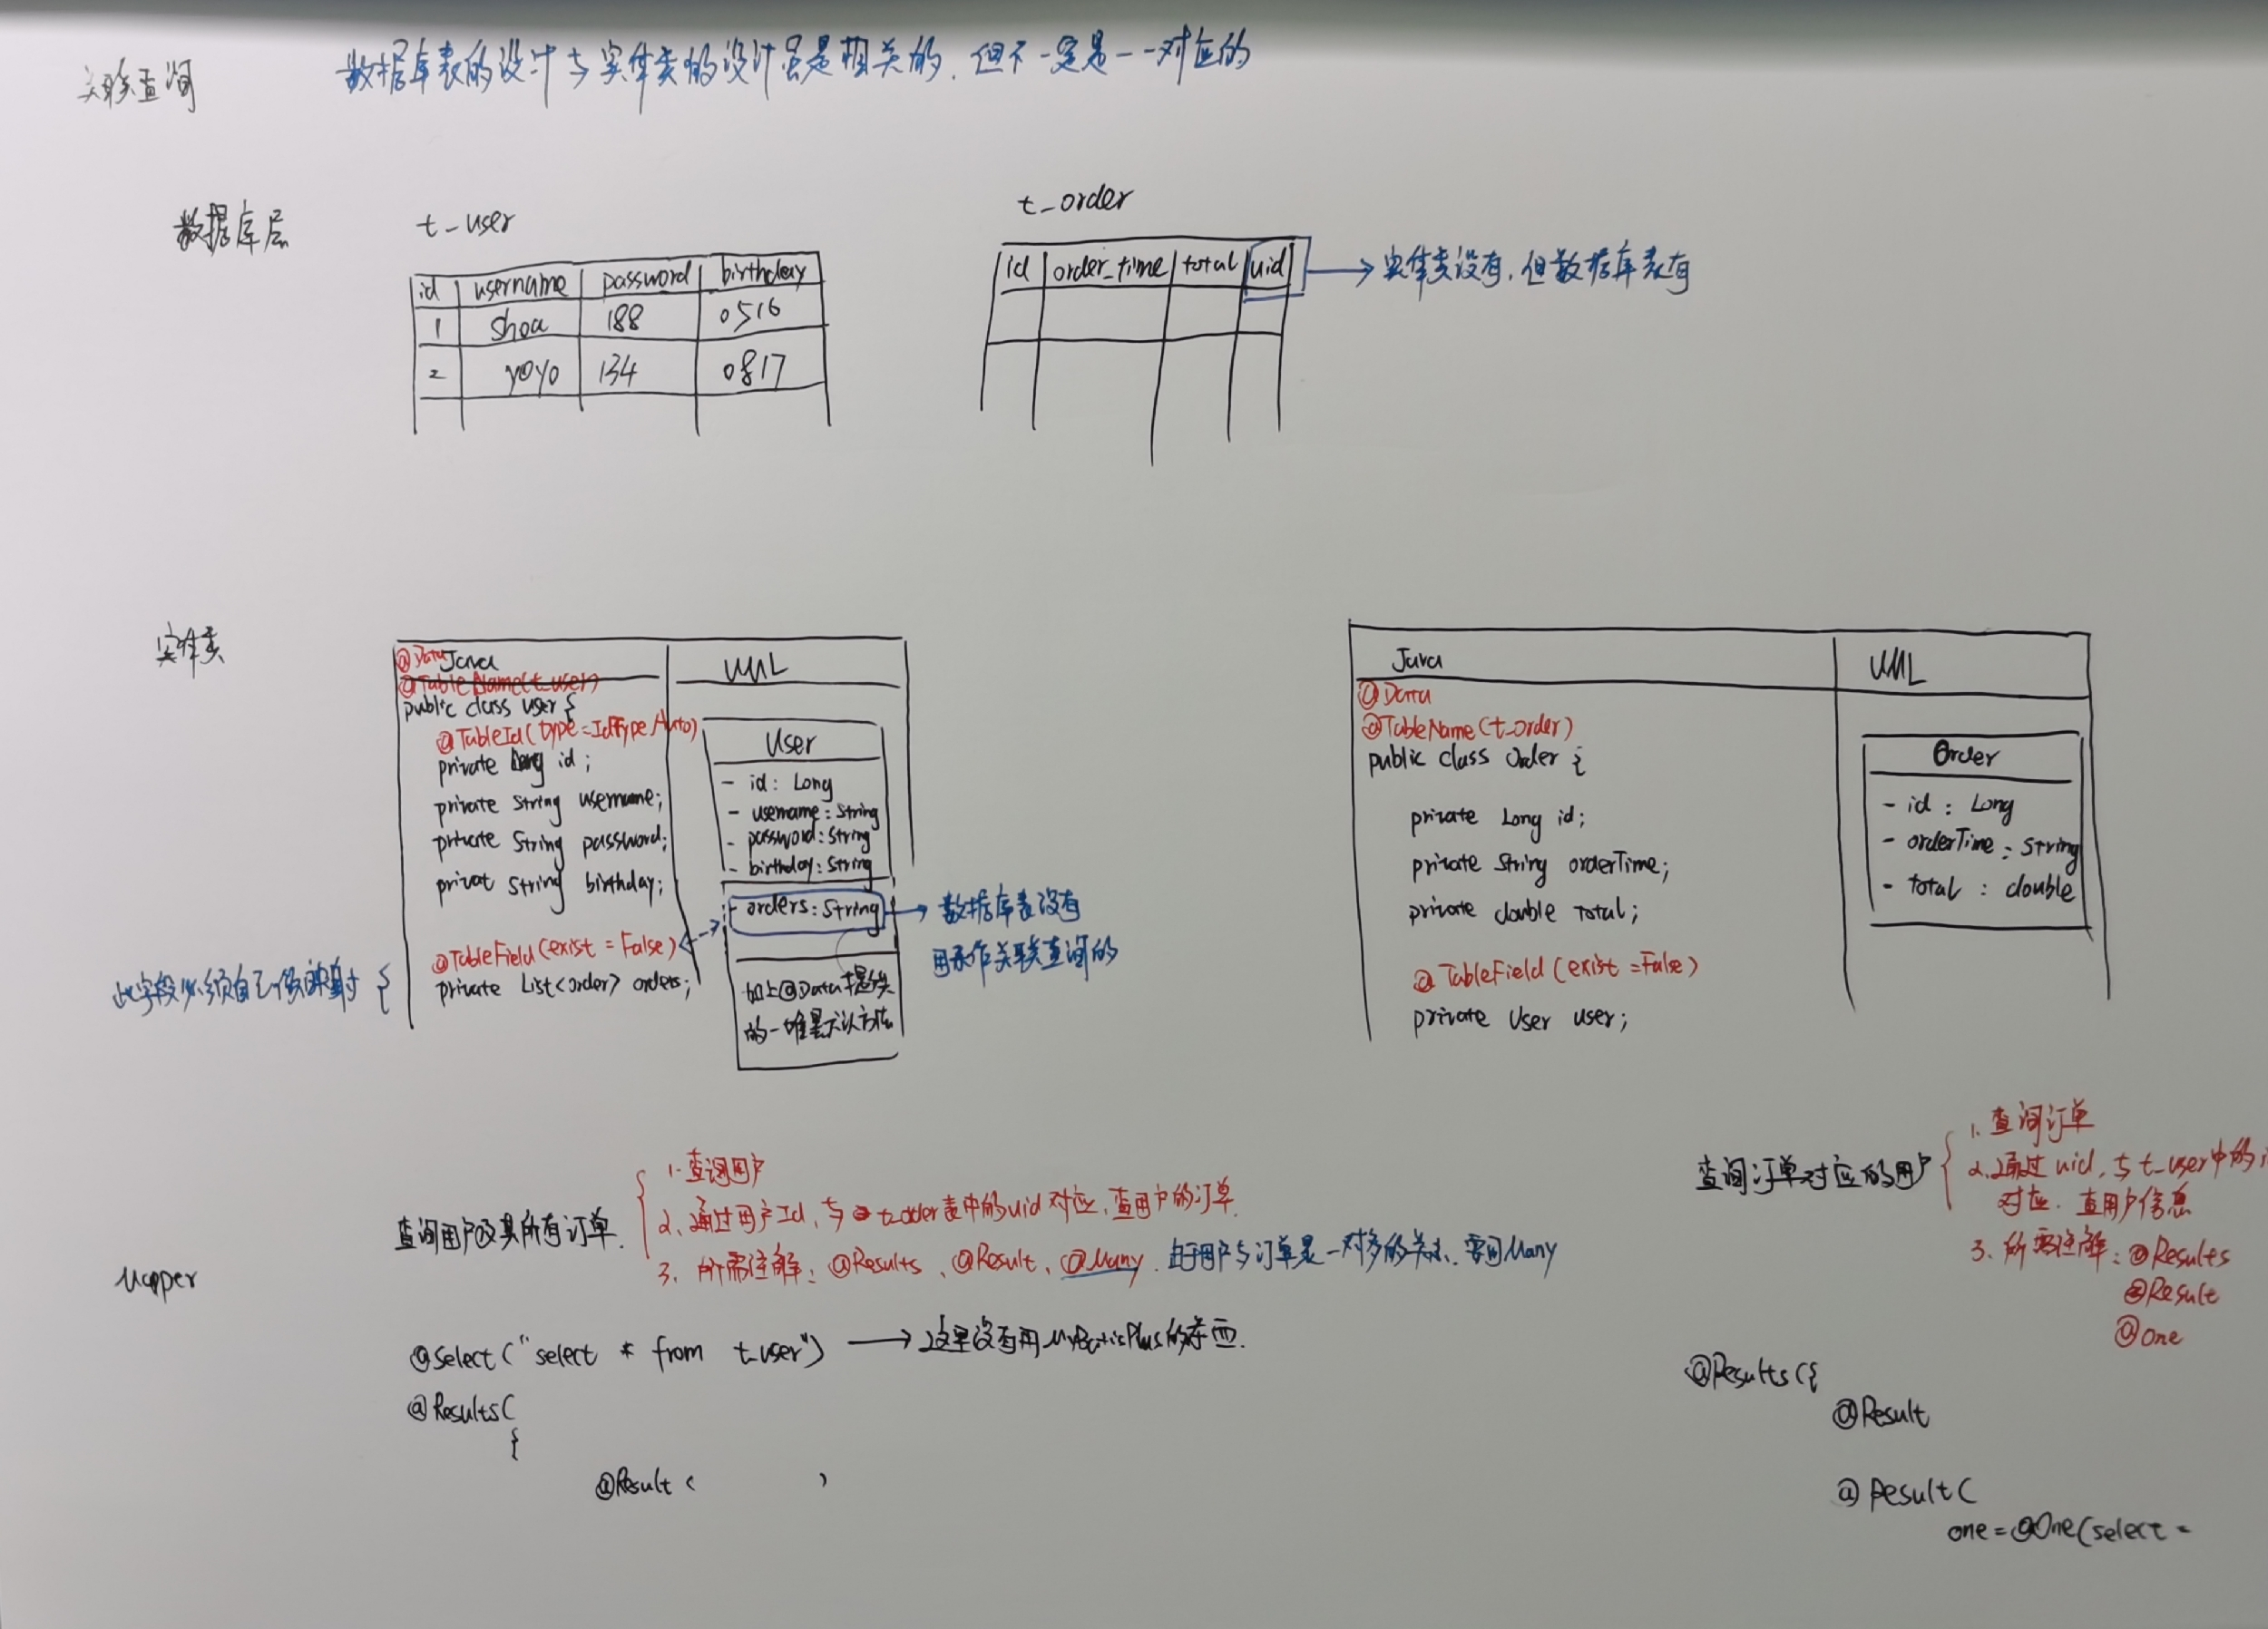 关联查询
数据库表的设计与实体类的设计虽是相关的，但不一定是一一对应的
数据库层
t_user
id username password birthday
1 shoa 188 0516
2 yoyo 134 0817
t_order
id order_time total uid
实体类没有，但数据库表有
实体类
Java UML
@Data
@TableName(t_user)
public class user {
@TableId(type=IdType.Auto)
private Long id;
private String username;
private String password;
privat String birthday;
@TableField(exist = False)
private List<order> orders;
此字段必须自己做映射 {
User
- id: Long
- username: String
- password: String
- birthday: String
- orders: String
数据库表没有
用来作关联查询的
加上@Data提供
的一堆默认方法
Java UML
@Data
@TableName(t_order)
public class Order {
private Long id;
private String orderTime;
private double total;
@TableField(exist = False)
private User user;
Order
- id: Long
- orderTime: String
- total: double
Mapper
查询用户及其所有订单.
1. 查询用户
2、通过用户Id，与t_order表中的uid对应，查用户的订单.
3. 所需注解：@Results、@Result、@Many. 由于用户与订单是一对多的关系、需用Many
@Select("select * from t_user") 这里没有用MyBatisPlus的东西.
@Results(
{
@Result( )
查询订单对应的用户
1. 查询订单
2. 通过uid，与t_user中的
对应，查用户信息
3、所需注解：@Results
@Result
@One
@Results({
@Result
@Result(
one=@One(select =